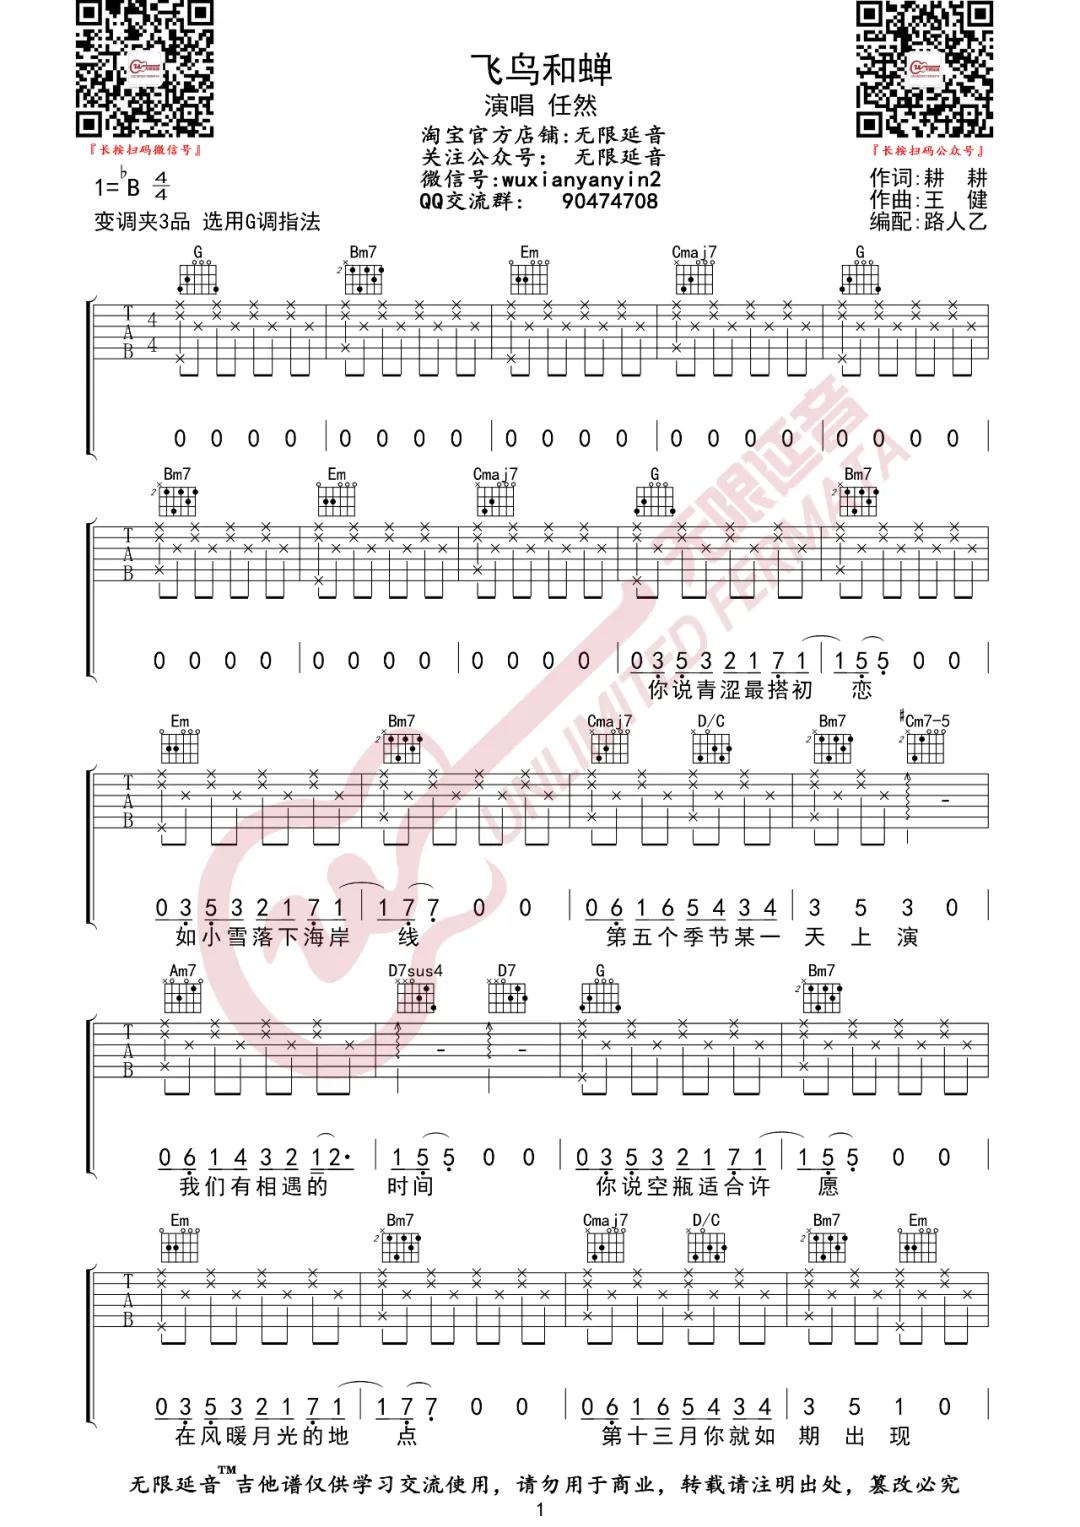 飞鸟和蝉
演唱 任然
淘宝官方店铺:无限延音
关注公众号: 无限延音
微信号:wuxianyanyin2
QQ交流群: 90474708
『长按扫码微信号』
『长按扫码公众号』
1=♭B 4/4
变调夹3品 选用G调指法
作词:耕 耕
作曲:王 健
编配:路人乙
G Bm7 Em Cmaj7 G
T A B 4 4
0 0 0 0 | 0 0 0 0 | 0 0 0 0 | 0 0 0 0 | 0 0 0 0 |
Bm7 Em Cmaj7 G Bm7
T A B
0 0 0 0 | 0 0 0 0 | 0 0 0 0 | 0 3 5 3 2 1 7 1 | 1 5 5 0 0 |
你说青涩最搭初 恋
Em Bm7 Cmaj7 D/C Bm7 #Cm7-5
T A B
0 3 5 3 2 1 7 1 | 1 7 7 0 0 | 0 6 1 6 5 4 3 4 | 3 5 3 0 |
如小雪落下海岸 线 第五个季节某一 天 上 演
Am7 D7sus4 D7 G Bm7
T A B
0 6 1 4 3 2 1 2· | 1 5 5 0 0 | 0 3 5 3 2 1 7 1 | 1 5 5 0 0 |
我们有相遇的 时间 你说空瓶适合许 愿
Em Bm7 Cmaj7 D/C Bm7 Em
T A B
0 3 5 3 2 1 7 1 | 1 7 7 0 0 | 0 6 1 6 5 4 3 4 | 3 5 1 0 |
在风暖月光的地 点 第十三月你就如 期 出 现
无限延音
UNLIMITED FERMATA
无限延音™吉他谱仅供学习交流使用，请勿用于商业，转载请注明出处，篡改必究
1